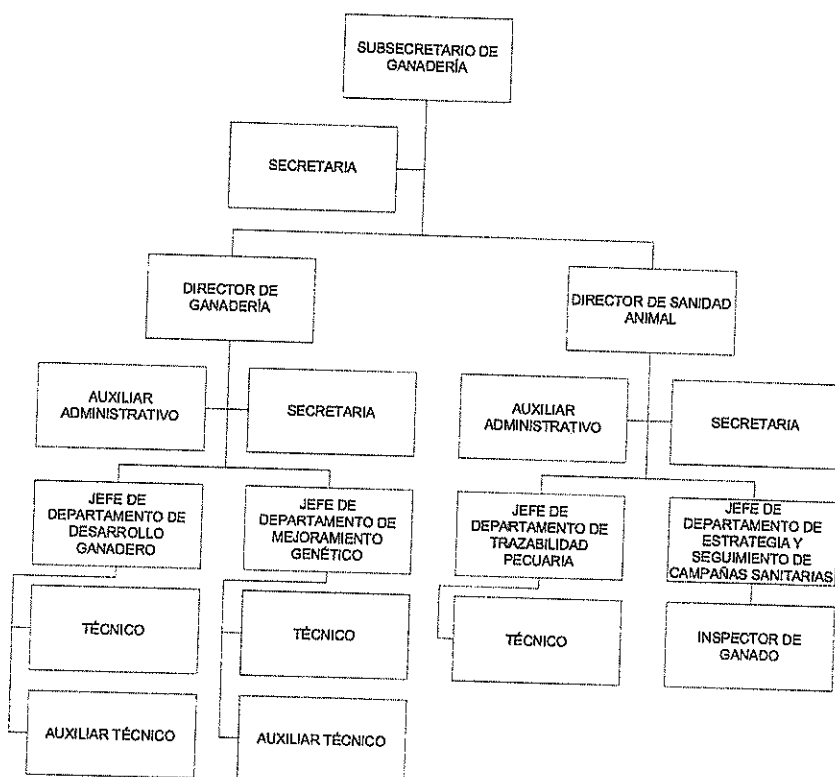 SUBSECRETARIO DE
GANADERÍA
SECRETARIA
DIRECTOR DE
GANADERÍA
DIRECTOR DE SANIDAD
ANIMAL
AUXILIAR
ADMINISTRATIVO
SECRETARIA
AUXILIAR
ADMINISTRATIVO
SECRETARIA
JEFE DE
DEPARTAMENTO DE
DESARROLLO
GANADERO
JEFE DE
DEPARTAMENTO DE
MEJORAMIENTO
GENÉTICO
JEFE DE
DEPARTAMENTO DE
TRAZABILIDAD
PECUARIA
JEFE DE
DEPARTAMENTO DE
ESTRATEGIA Y
SEGUIMIENTO DE
CAMPAÑAS SANITARIAS
TÉCNICO
TÉCNICO
TÉCNICO
INSPECTOR DE
GANADO
AUXILIAR TÉCNICO
AUXILIAR TÉCNICO